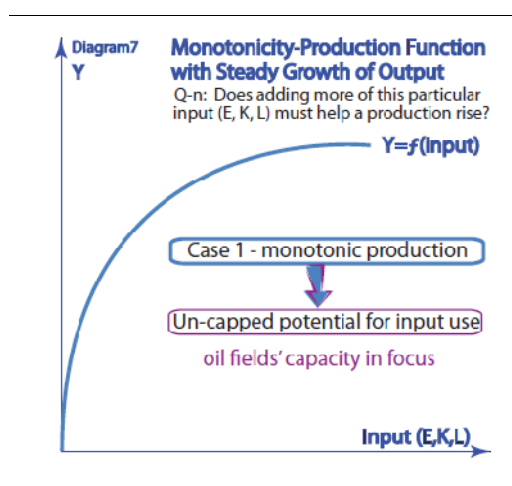 Diagram7
Y
Monotonicity-Production Function
with Steady Growth of Output
Q-n: Does adding more of this particular
input (E, K, L) must help a production rise?
Y=f(Input)
Case 1 - monotonic production
Un-capped potential for input use
oil fields' capacity in focus
Input (E,K,L)